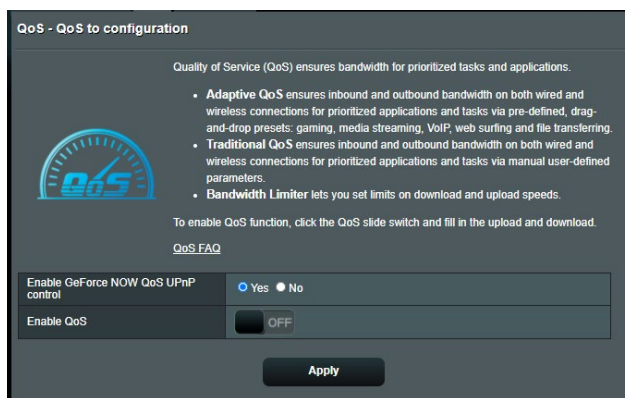 QoS - QoS to configuration
Quality of Service (QoS) ensures bandwidth for prioritized tasks and applications.
• Adaptive QoS ensures inbound and outbound bandwidth on both wired and
wireless connections for prioritized applications and tasks via pre-defined, drag-
and-drop presets: gaming, media streaming, VoIP, web surfing and file transferring.
• Traditional QoS ensures inbound and outbound bandwidth on both wired and
wireless connections for prioritized applications and tasks via manual user-defined
parameters.
• Bandwidth Limiter lets you set limits on download and upload speeds.
QoS
To enable QoS function, click the QoS slide switch and fill in the upload and download.
QoS FAQ
Enable GeForce NOW QoS UPnP
control
Yes No
Enable QoS
OFF
Apply